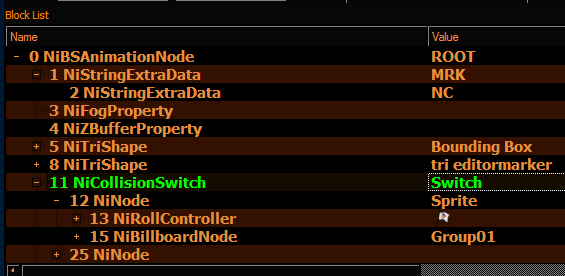 Block List
Name Value
0 NiBSAnimationNode ROOT
1 NiStringExtraData MRK
2 NiStringExtraData NC
3 NiFogProperty
4 NiZBufferProperty
5 NiTriShape Bounding Box
8 NiTriShape tri editormarker
11 NiCollisionSwitch Switch
12 NiNode Sprite
13 NiRollController
15 NiBillboardNode Group01
25 NiNode